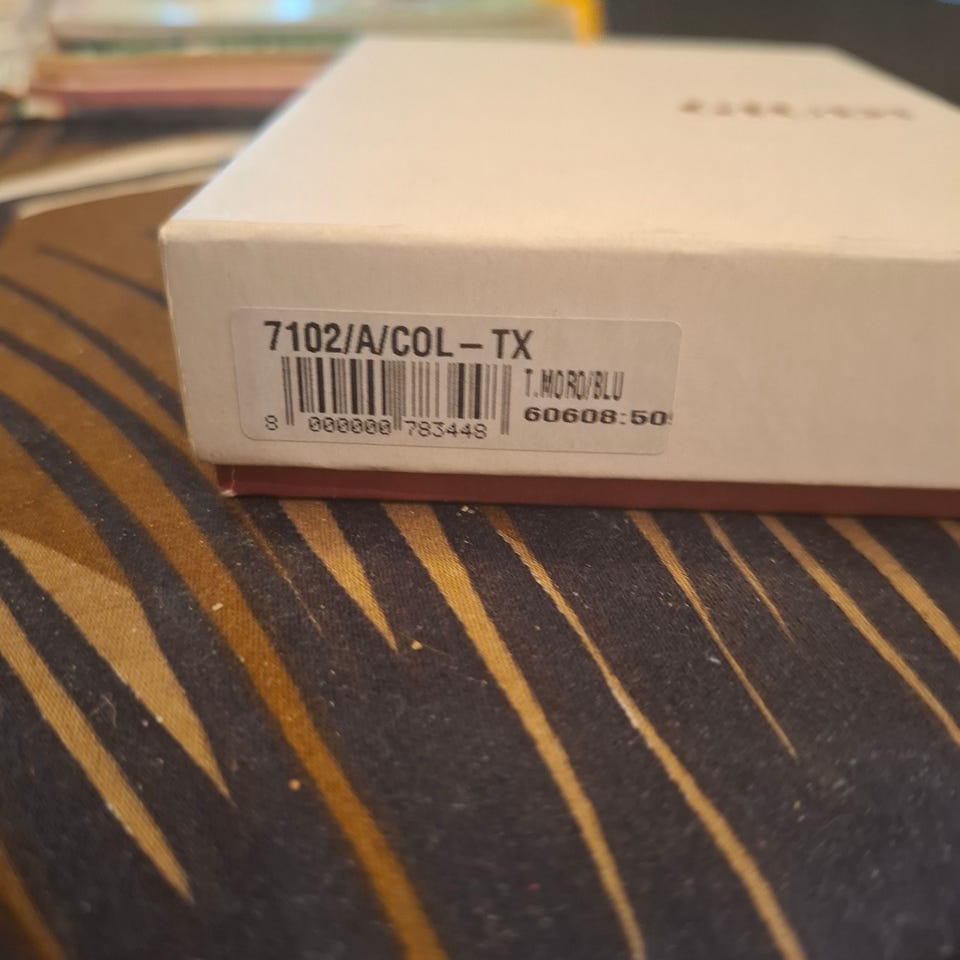 7102/A/COL-TX
T.MORO/BLU
60608:50
8 000000 783448